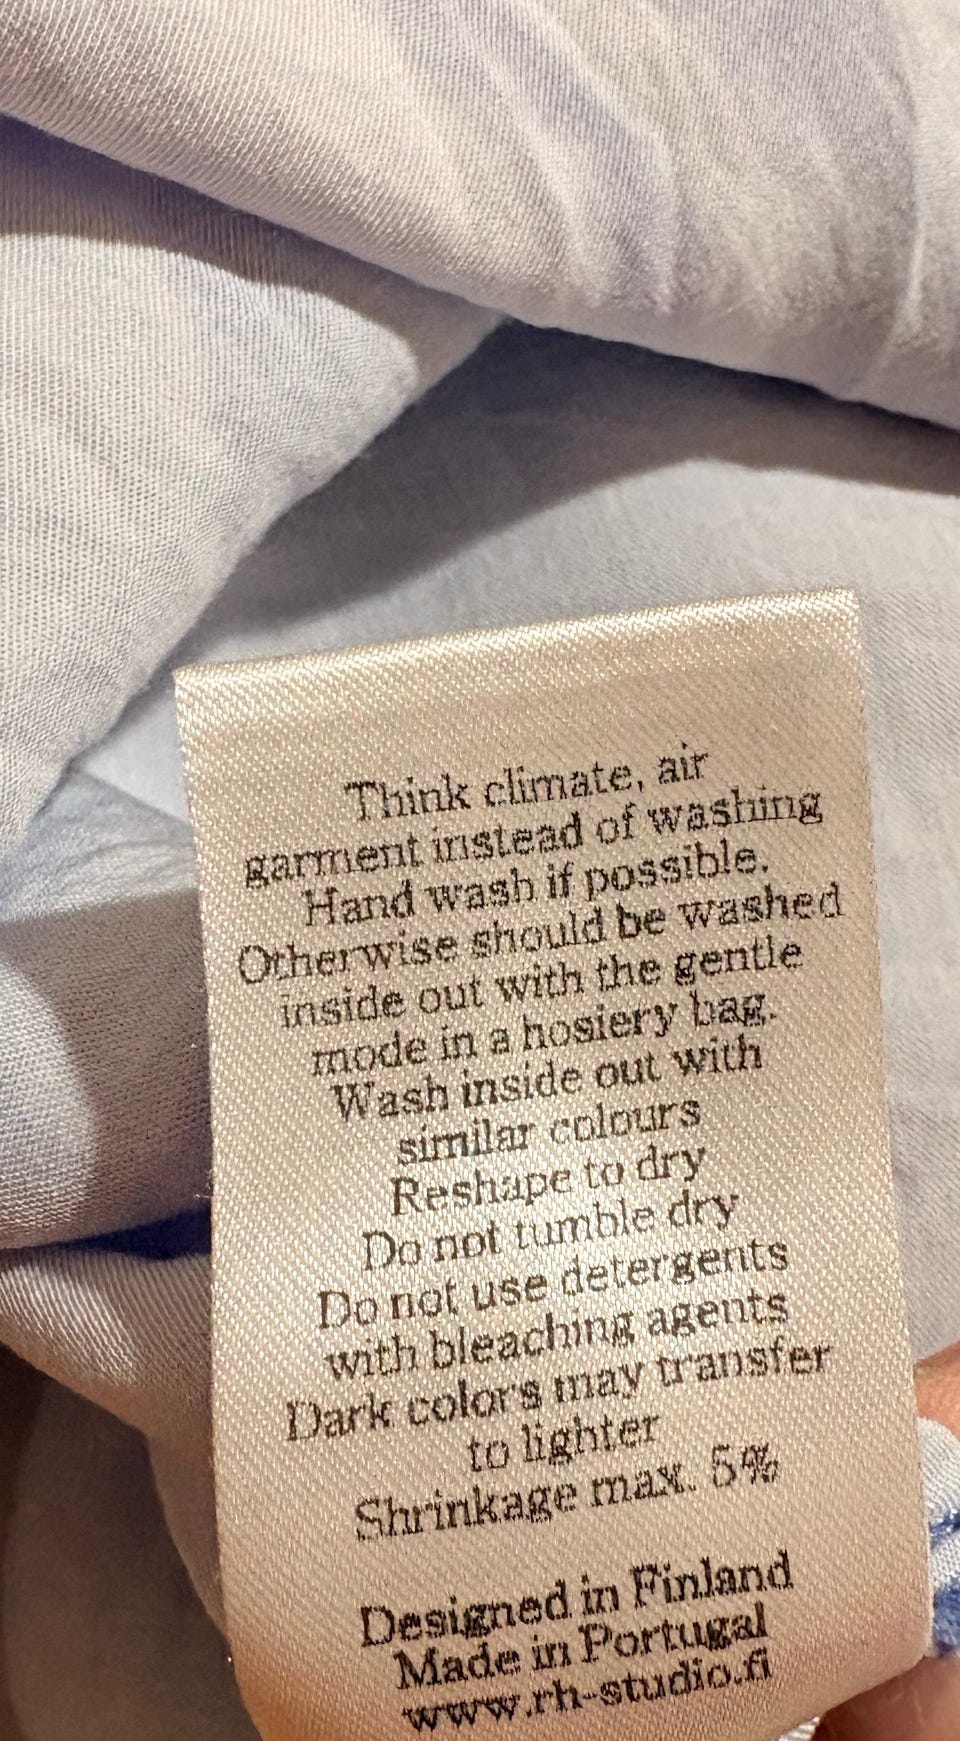 Think climate, air
garment instead of washing
Hand wash if possible.
Otherwise should be washed
inside out with the gentle
mode in a hosiery bag.
Wash inside out with
similar colours
Reshape to dry
Do not tumble dry
Do not use detergents
with bleaching agents
Dark colors may transfer
to lighter
Shrinkage max. 5%
Designed in Finland
Made in Portugal
www.rh-studio.fi